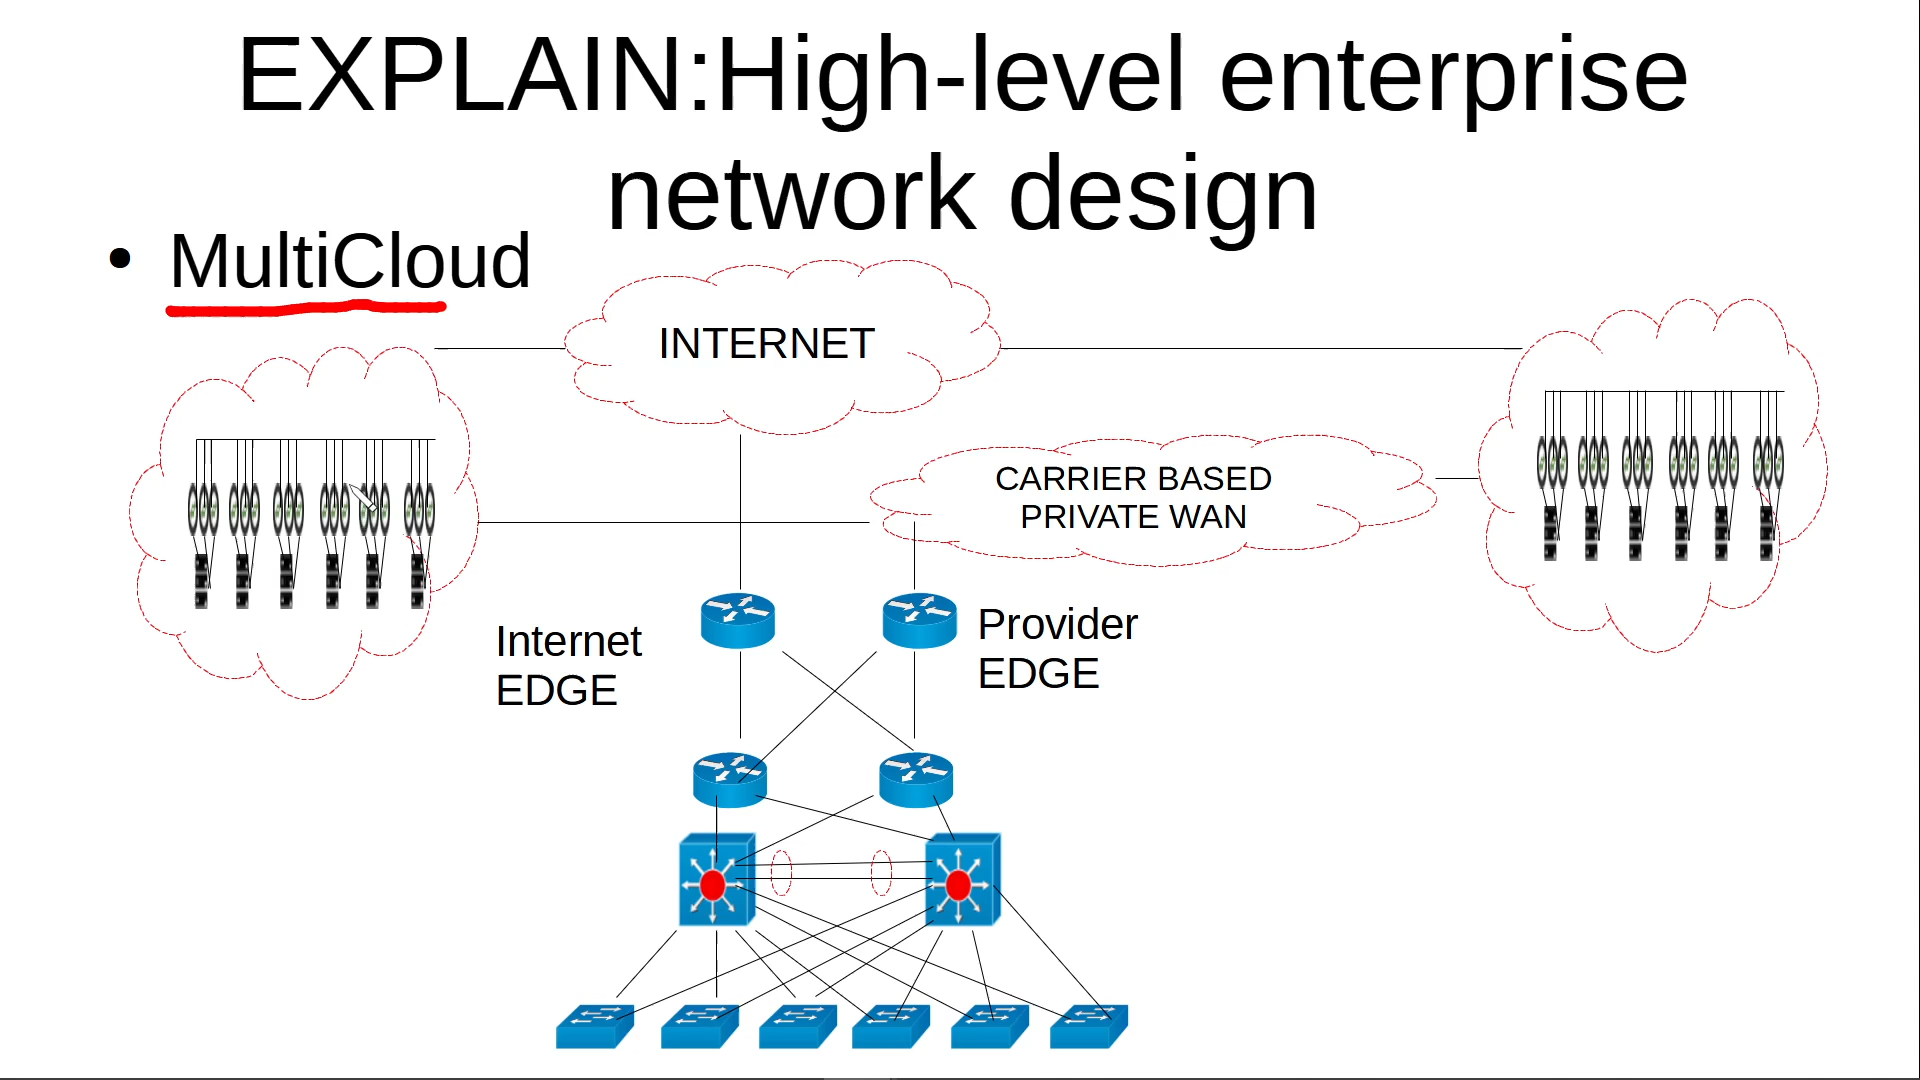 EXPLAIN:High-level enterprise
network design
• MultiCloud
INTERNET
CARRIER BASED
PRIVATE WAN
Internet
EDGE
Provider
EDGE